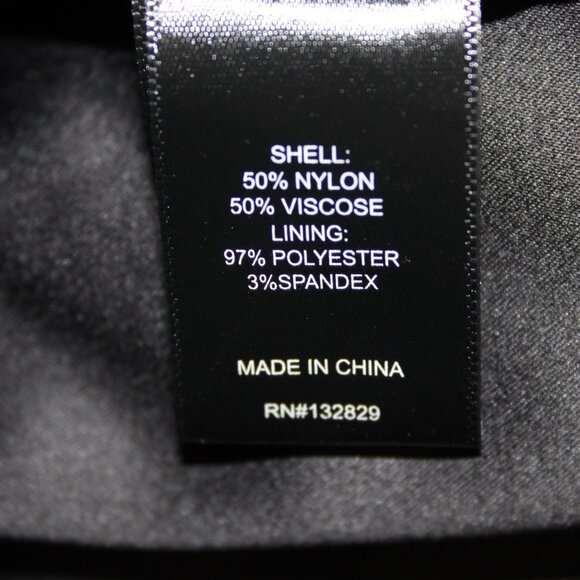 SHELL:
50% NYLON
50% VISCOSE
LINING:
97% POLYESTER
3%SPANDEX
MADE IN CHINA
RN#132829